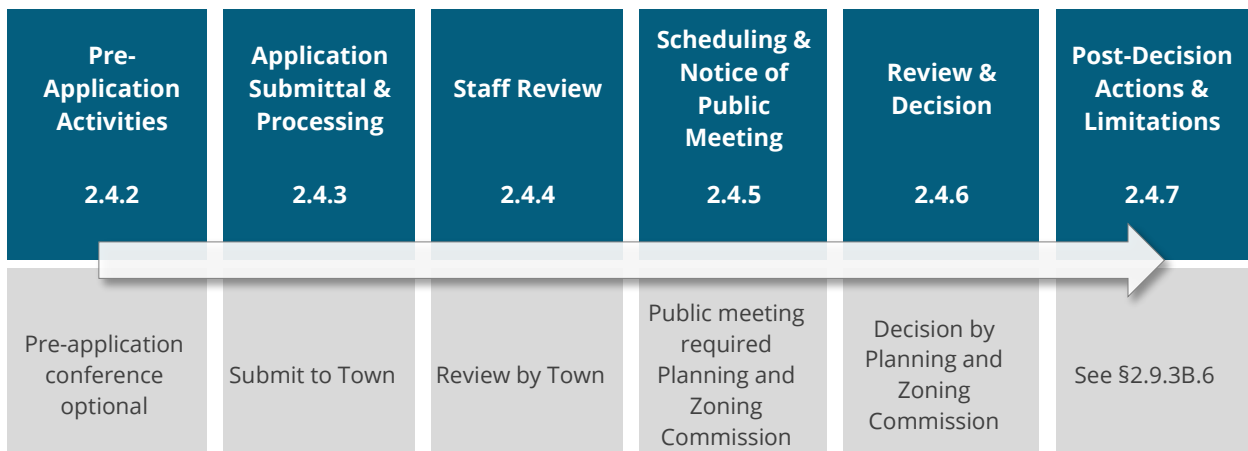 Pre-
Application
Activities
2.4.2
Application
Submittal &
Processing
2.4.3
Staff Review
2.4.4
Scheduling &
Notice of
Public
Meeting
2.4.5
Review &
Decision
2.4.6
Post-Decision
Actions &
Limitations
2.4.7
Pre-application
conference
optional
Submit to Town
Review by Town
Public meeting
required
Planning and
Zoning
Commission
Decision by
Planning and
Zoning
Commission
See §2.9.3B.6